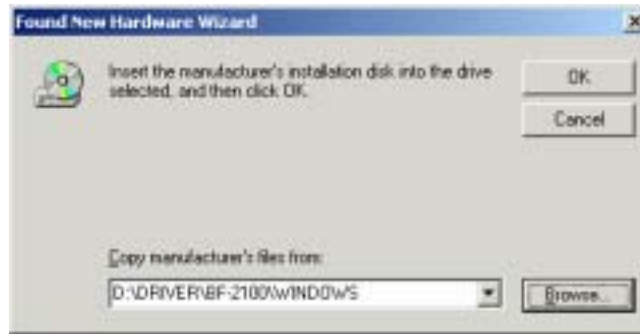 Found New Hardware Wizard
Insert the manufacturer's installation disk into the drive
selected, and then click OK.
OK
Cancel
Copy manufacturer's files from:
D:\DRIVER\BF-2100\WINDOWS
Browse...